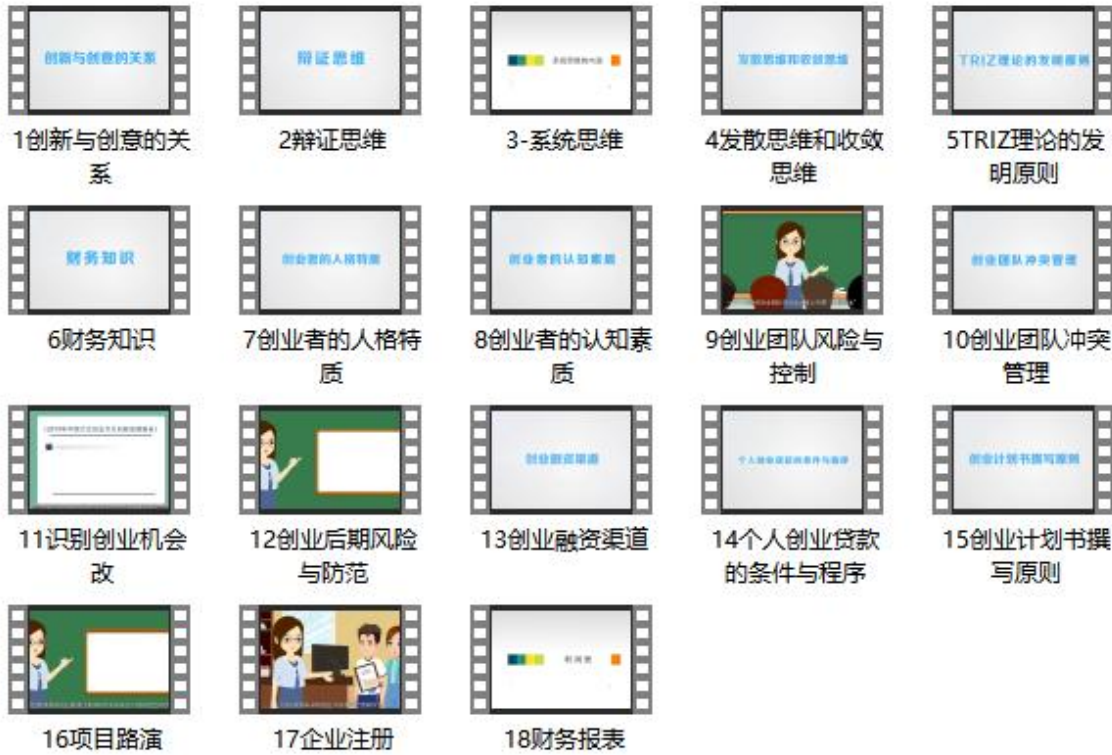 创新与创意的关系
辩证思维
发散思维和收敛思维
TRIZ理论的发明原则
1创新与创意的关
系
2辩证思维
3-系统思维
4发散思维和收敛
思维
5TRIZ理论的发
明原则
财务知识
创业者的人格特质
创业者的认知素质
创业团队冲突管理
6财务知识
7创业者的人格特
质
8创业者的认知素
质
9创业团队风险与
控制
10创业团队冲突
管理
创业融资渠道
个人创业贷款的条件与程序
创业计划书撰写原则
11识别创业机会
改
12创业后期风险
与防范
13创业融资渠道
14个人创业贷款
的条件与程序
15创业计划书撰
写原则
利润表
16项目路演
17企业注册
18财务报表